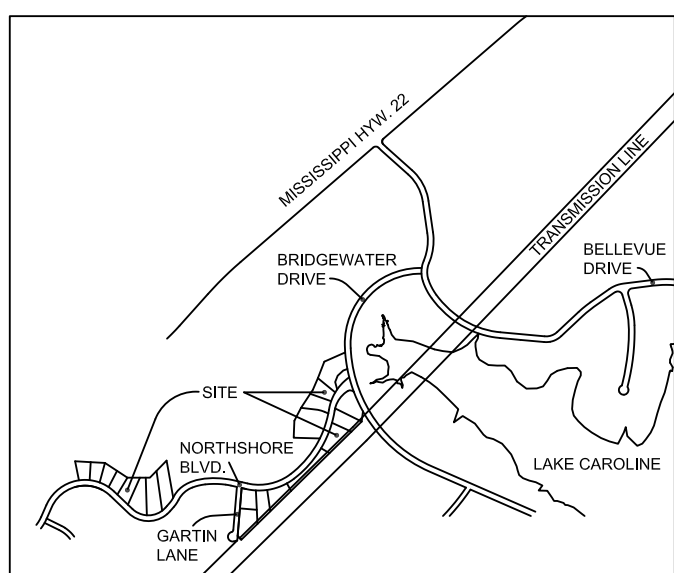 MISSISSIPPI HYW. 22
TRANSMISSION LINE
BRIDGEWATER
DRIVE
BELLEVUE
DRIVE
SITE
NORTHSHORE
BLVD.
LAKE CAROLINE
GARTIN
LANE